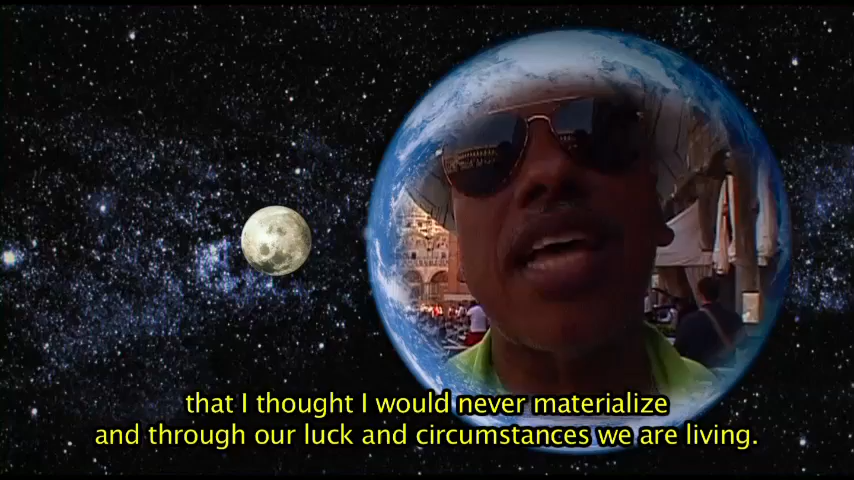 that I thought I would never materialize
and through our luck and circumstances we are living.